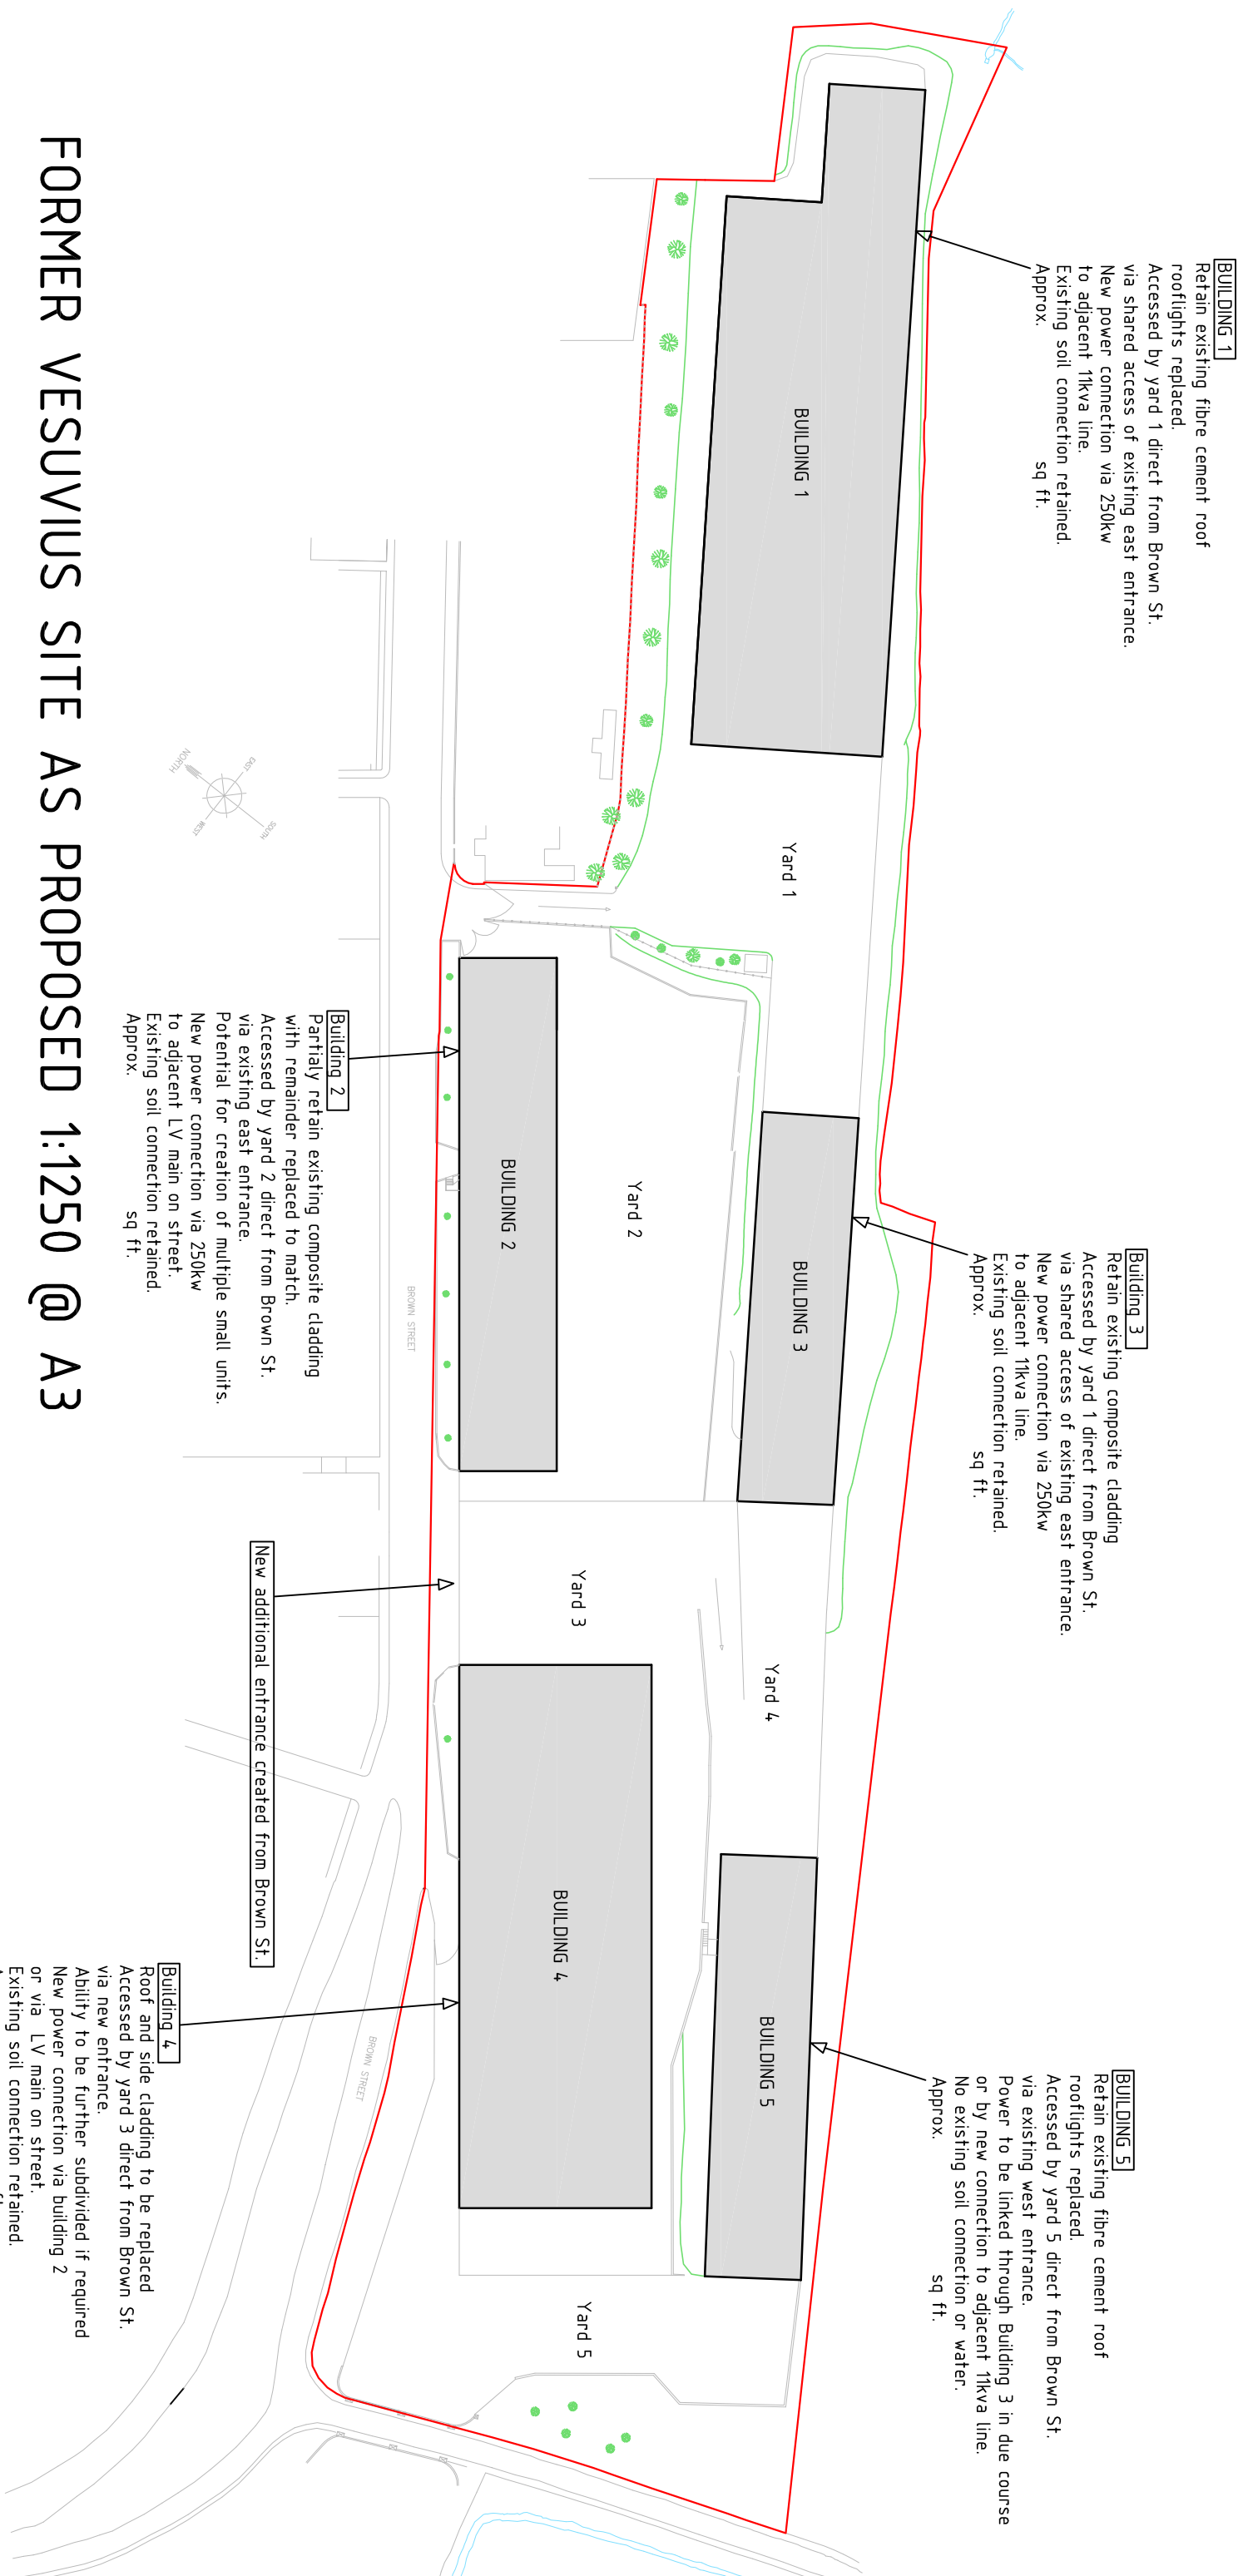 BUILDING 1
Retain existing fibre cement roof
rooflights replaced.
Accessed by yard 1 direct from Brown St.
via shared access of existing east entrance.
New power connection via 250kw
to adjacent 11kva line.
Existing soil connection retained.
Approx. sq ft.
Building 3
Retain existing composite cladding
Accessed by yard 1 direct from Brown St.
via shared access of existing east entrance.
New power connection via 250kw
to adjacent 11kva line.
Existing soil connection retained.
Approx. sq ft.
BUILDING 5
Retain existing fibre cement roof
rooflights replaced.
Accessed by yard 5 direct from Brown St.
via existing west entrance.
Power to be linked through Building 3 in due course
or by new connection to adjacent 11kva line.
No existing soil connection or water.
Approx. sq ft.
BUILDING 1
Yard 1
BUILDING 3
Yard 4
BUILDING 5
Yard 2
Yard 3
Yard 5
BUILDING 2
BUILDING 4
BROWN STREET
BROWN STREET
NORTH
EAST
SOUTH
WEST
Building 2
Partialy retain existing composite cladding
with remainder replaced to match.
Accessed by yard 2 direct from Brown St.
via existing east entrance.
Potential for creation of multiple small units.
New power connection via 250kw
to adjacent LV main on street.
Existing soil connection retained.
Approx. sq ft.
New additional entrance created from Brown St.
Building 4
Roof and side cladding to be replaced
Accessed by yard 3 direct from Brown St.
via new entrance.
Ability to be further subdivided if required
New power connection via building 2
or via LV main on street.
Existing soil connection retained.
FORMER VESUVIUS SITE AS PROPOSED 1:1250 @ A3